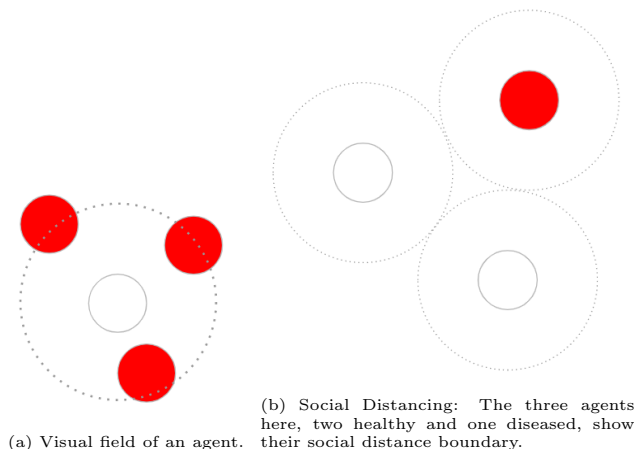 (a) Visual field of an agent.
(b) Social Distancing: The three agents
here, two healthy and one diseased, show
their social distance boundary.